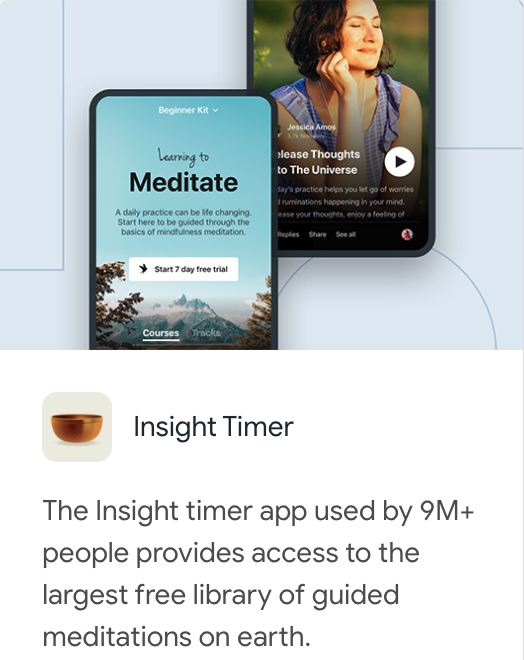 Beginner Kit
Learning to
Meditate
A daily practice can be life changing.
Start here to be guided through the
basics of mindfulness meditation.
Start 7 day free trial
Courses Tracks
Jessica Amos
elease Thoughts
to The Universe
day's practice helps you let go of worries
ruminations happening in your mind.
ease your thoughts, enjoy a feeling of
Replies Share See all
Insight Timer
The Insight timer app used by 9M+
people provides access to the
largest free library of guided
meditations on earth.